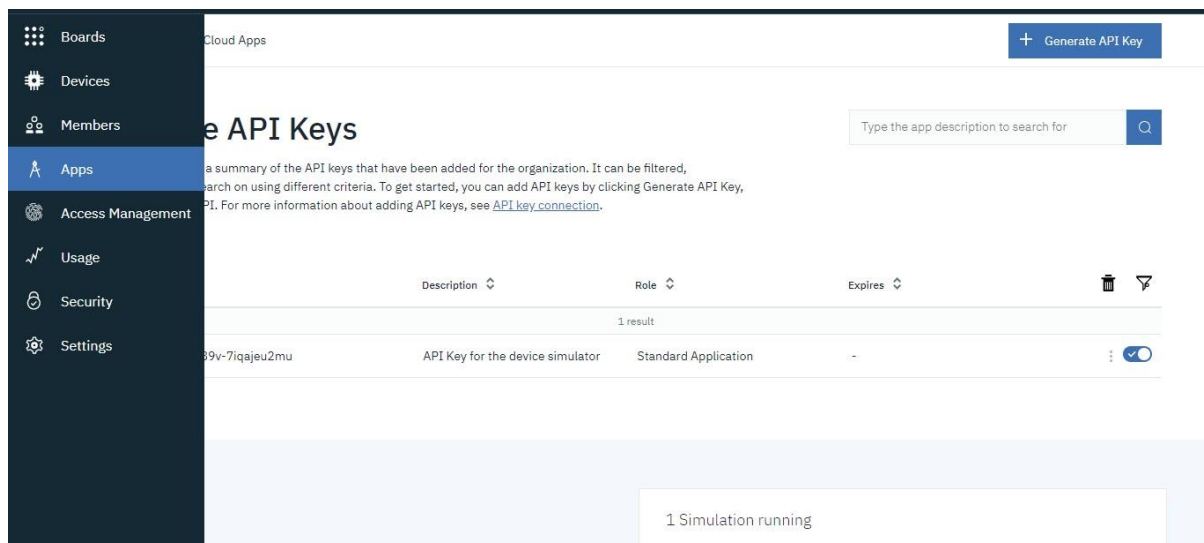 Boards
Devices
Members
Apps
Access Management
Usage
Security
Settings
Cloud Apps
+ Generate API Key
e API Keys
Type the app description to search for
a summary of the API keys that have been added for the organization. It can be filtered,
earch on using different criteria. To get started, you can add API keys by clicking Generate API Key,
PI. For more information about adding API keys, see API key connection.
Description Role Expires
1 result
39v-7iqajeu2mu API Key for the device simulator Standard Application -
1 Simulation running